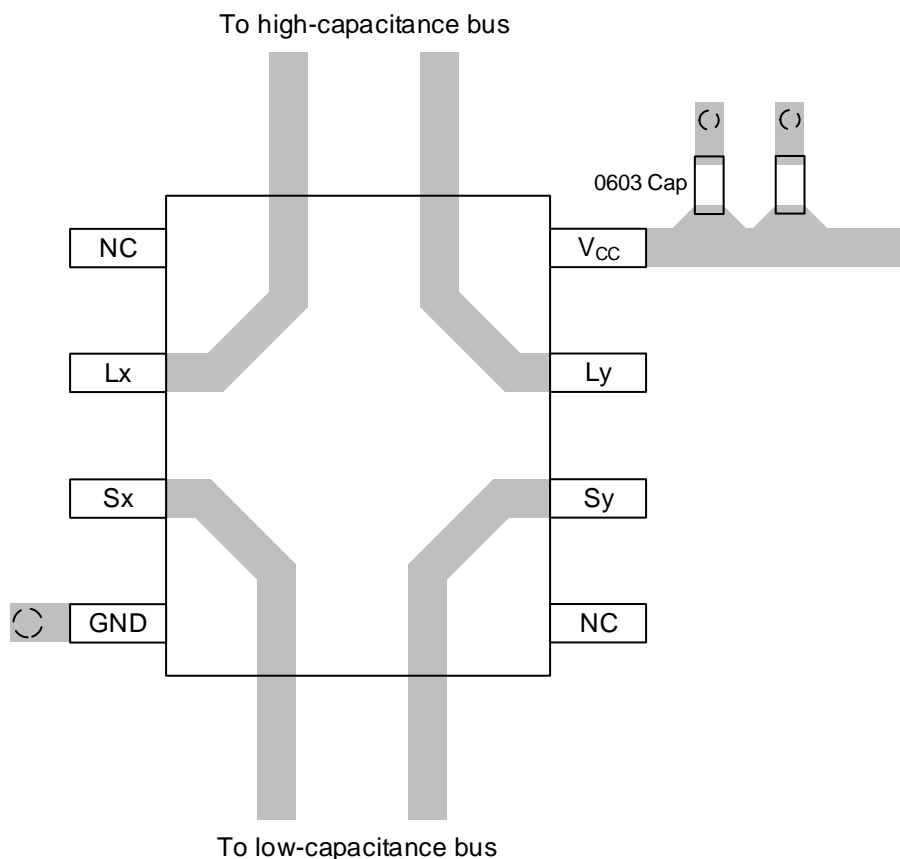 To high-capacitance bus
0603 Cap
NC
VCC
Lx
Ly
Sx
Sy
GND
NC
To low-capacitance bus